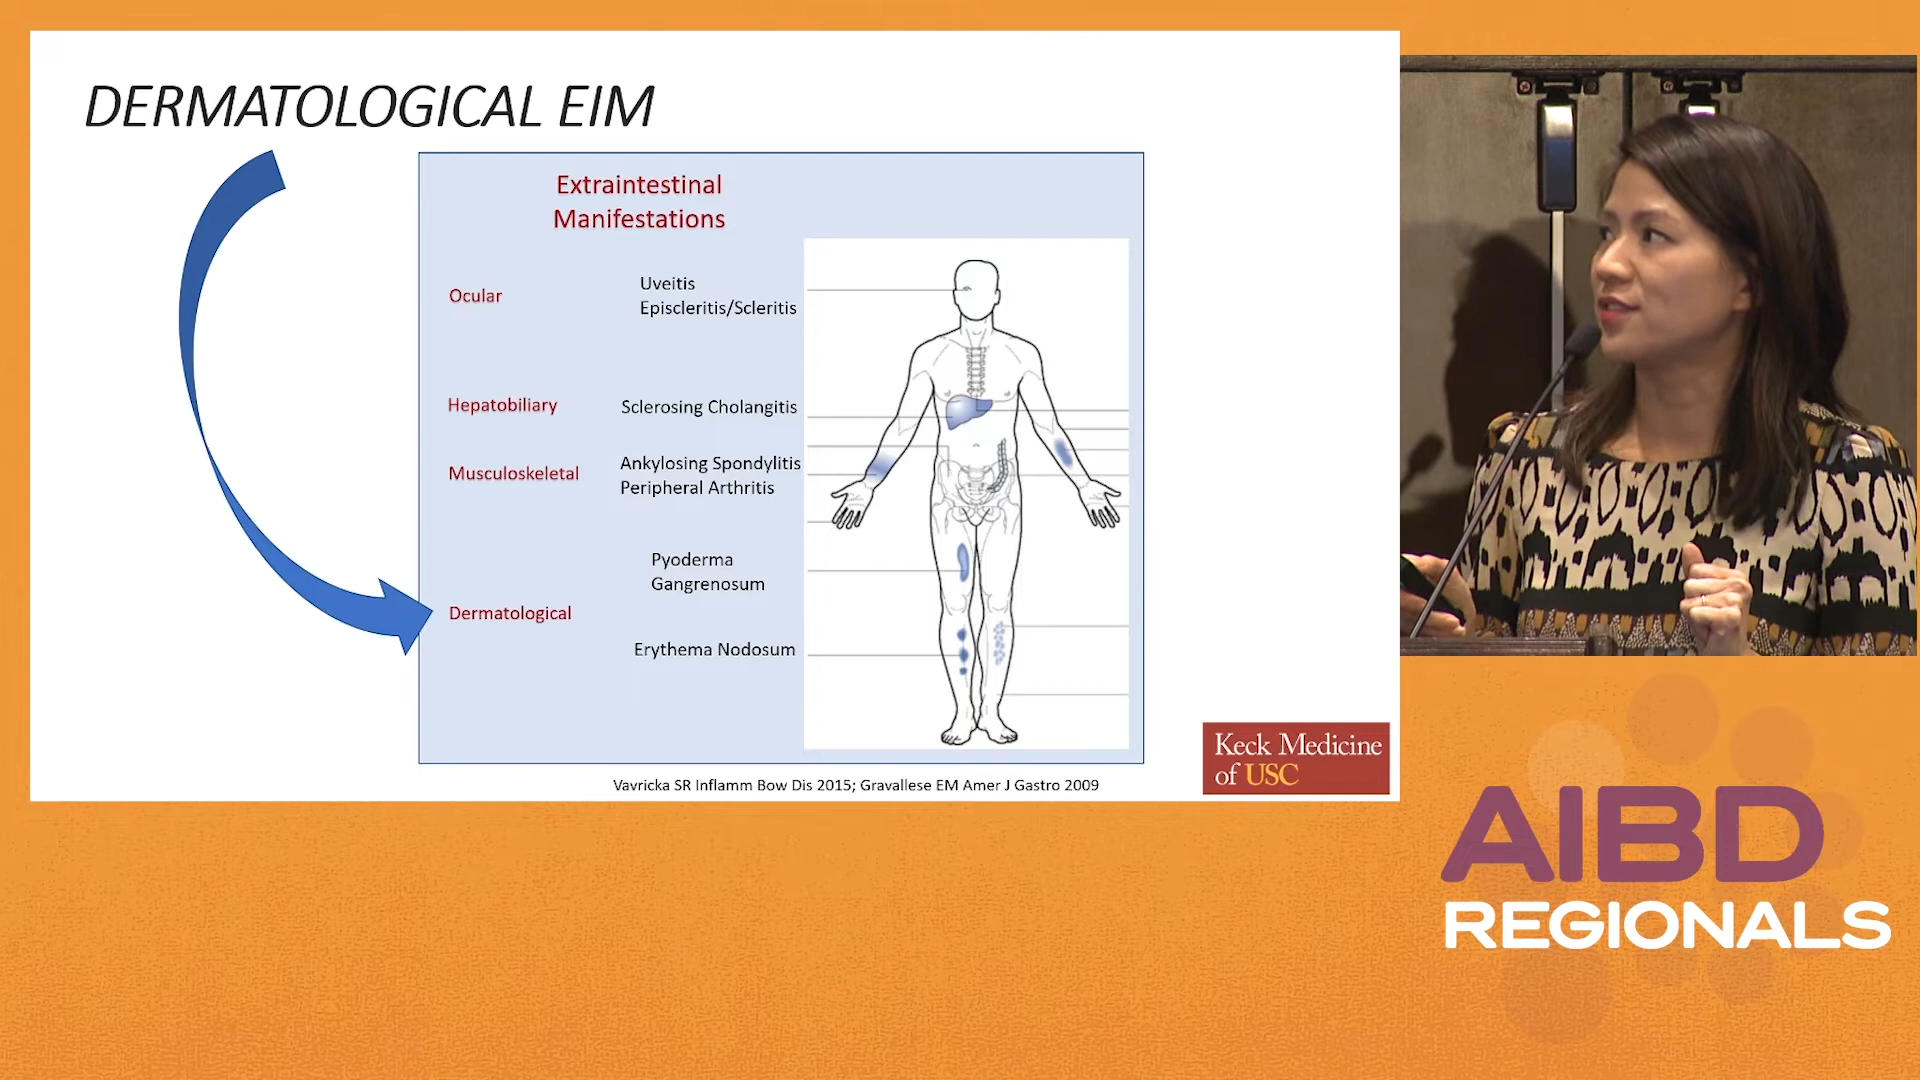 DERMATOLOGICAL EIM
Extraintestinal
Manifestations
Ocular
Uveitis
Episcleritis/Scleritis
Hepatobiliary
Sclerosing Cholangitis
Musculoskeletal
Ankylosing Spondylitis
Peripheral Arthritis
Dermatological
Pyoderma
Gangrenosum
Erythema Nodosum
Vavricka SR Inflamm Bow Dis 2015; Gravallese EM Amer J Gastro 2009
Keck Medicine
of USC
AIBD
REGIONALS